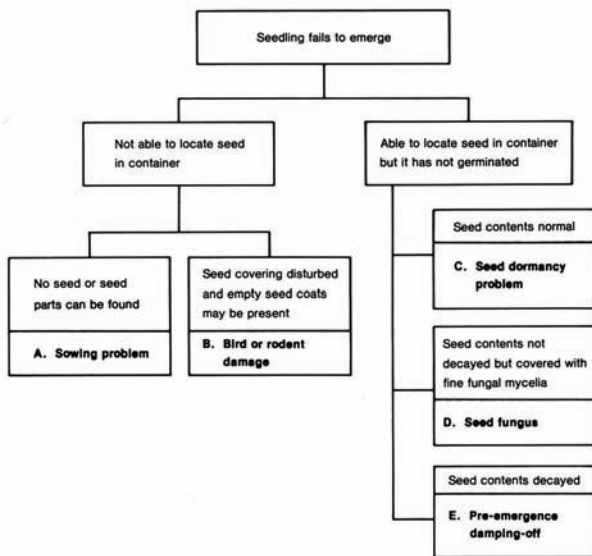 Seedling fails to emerge
Not able to locate seed
in container
Able to locate seed in container
but it has not germinated
No seed or seed
parts can be found
A. Sowing problem
Seed covering disturbed
and empty seed coats
may be present
B. Bird or rodent
damage
Seed contents normal
C. Seed dormancy
problem
Seed contents not
decayed but covered with
fine fungal mycelia
D. Seed fungus
Seed contents decayed
E. Pre-emergence
damping-off